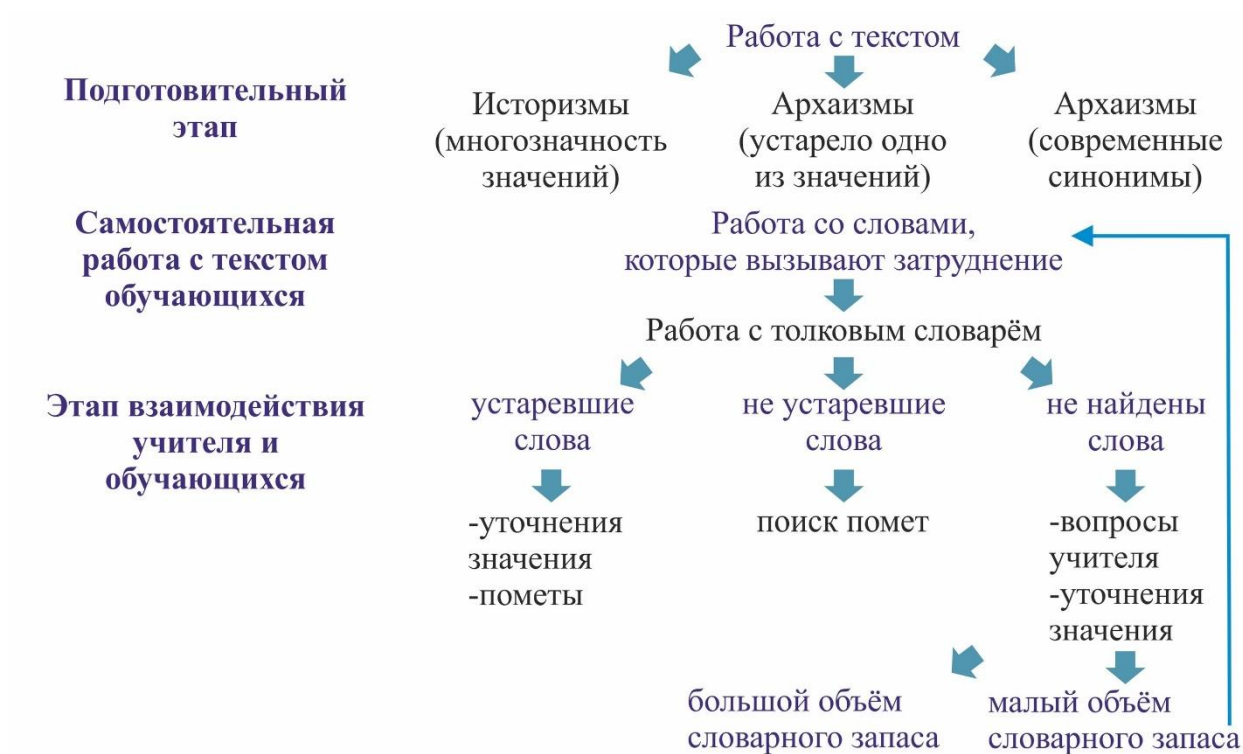 Работа с текстом
Подготовительный
этап
Историзмы
(многозначность
значений)
Архаизмы
(устарело одно
из значений)
Архаизмы
(современные
синонимы)
Самостоятельная
работа с текстом
обучающихся
Работа со словами,
которые вызывают затруднение
Работа с толковым словарём
Этап взаимодействия
учителя и
обучающихся
устаревшие
слова
не устаревшие
слова
не найдены
слова
-уточнения
значения
-пометы
поиск помет
-вопросы
учителя
-уточнения
значения
большой объём
словарного запаса
малый объём
словарного запаса